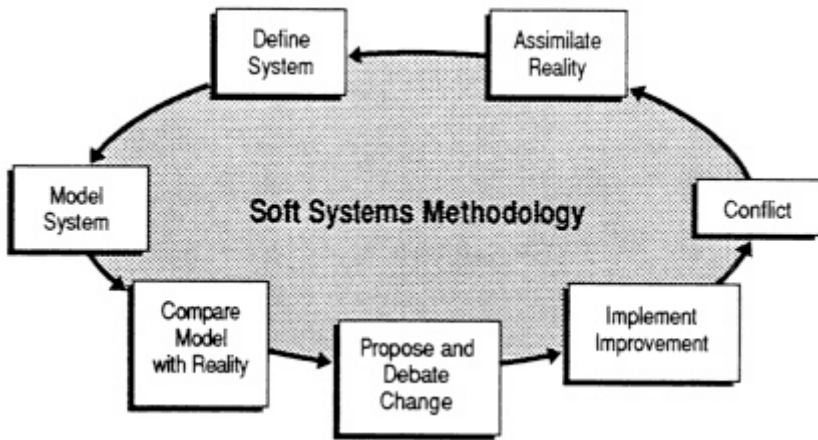 Define
System
Assimilate
Reality
Model
System
Soft Systems Methodology
Conflict
Compare
Model
with Reality
Propose and
Debate
Change
Implement
Improvement